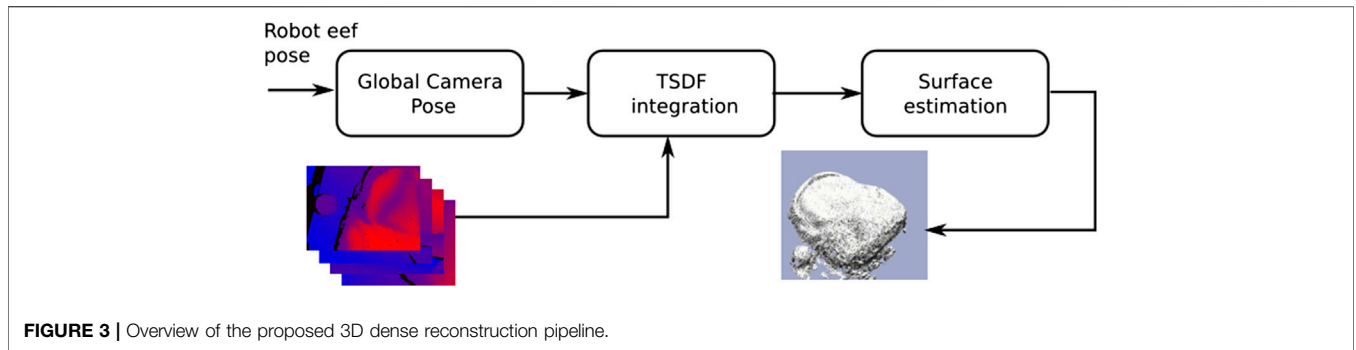 Robot eef
pose
Global Camera
Pose
TSDF
integration
Surface
estimation
FIGURE 3 | Overview of the proposed 3D dense reconstruction pipeline.